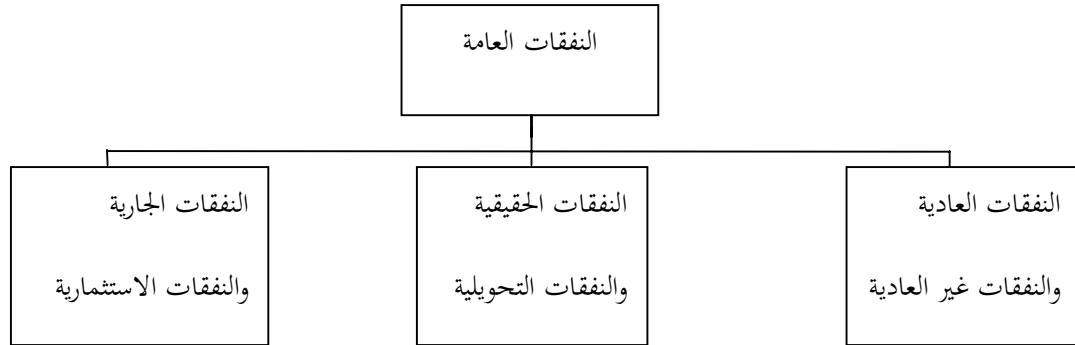 النفقات العامة
النفقات العادية
والنفقات غير العادية
النفقات الحقيقية
والنفقات التحويلية
النفقات الجارية
والنفقات الاستثمارية